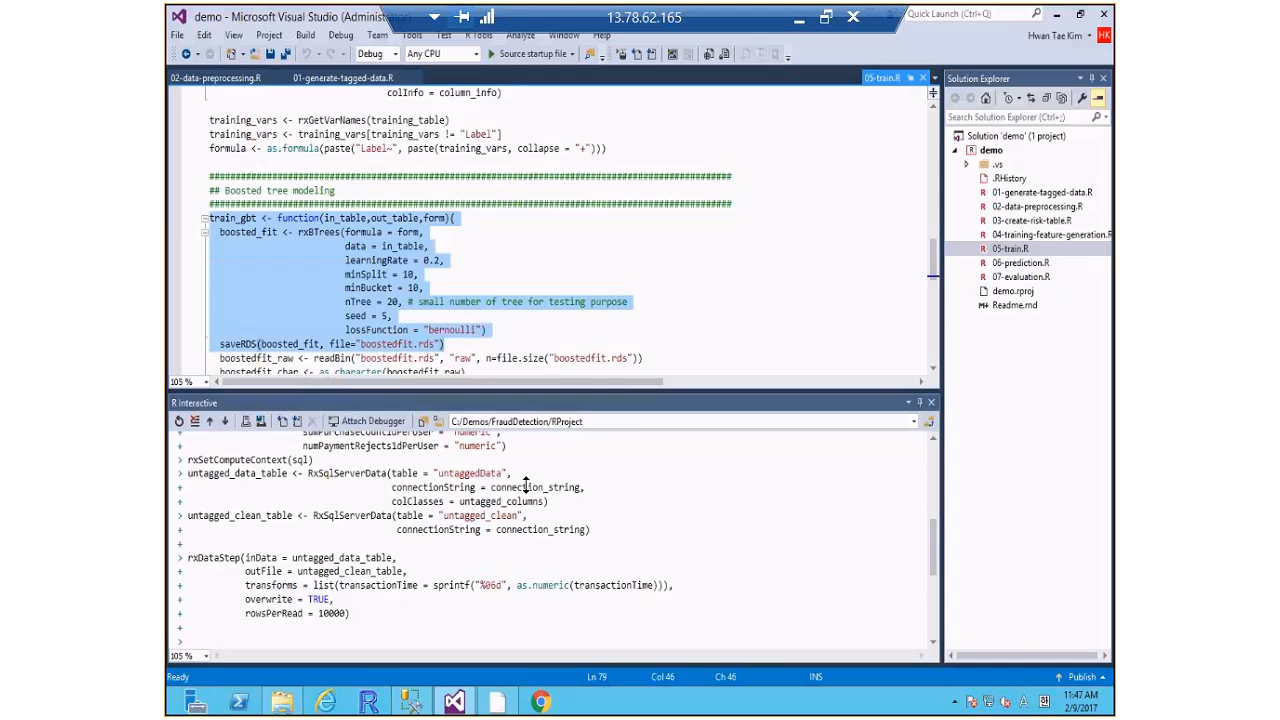 demo - Microsoft Visual Studio (Administra
13.78.62.165
Quick Launch (Ctrl+Q)
File Edit View Project Build Debug Team Tools Test R Tools Analyze Window Help
Hwan Tae Kim
HK
Debug Any CPU Source startup file
02-data-preprocessing.R 01-generate-tagged-data.R 05-train.R
colInfo = column_info)
training_vars <- rxGetVarNames(training_table)
training_vars <- training_vars[training_vars != "Label"]
formula <- as.formula(paste("Label~", paste(training_vars, collapse = "+")))
## Boosted tree modeling
train_gbt <- function(in_table,out_table,form){
boosted_fit <- rxBTrees(formula = form,
data = in_table,
learningRate = 0.2,
minSplit = 10,
minBucket = 10,
nTree = 20, # small number of tree for testing purpose
seed = 5,
lossFunction = "bernoulli")
saveRDS(boosted_fit, file="boostedfit.rds")
boostedfit_raw <- readBin("boostedfit.rds", "raw", n=file.size("boostedfit.rds"))
boostedfit_char <- as.character(boostedfit_raw)
105 %
R Interactive
Attach Debugger C:/Demos/FraudDetection/RProject
+ sumPurchaseCount1dPerUser = "numeric",
+ numPaymentRejects1dPerUser = "numeric")
> rxSetComputeContext(sql)
> untagged_data_table <- RxSqlServerData(table = "untaggedData",
+ connectionString = connection_string,
+ colClasses = untagged_columns)
> untagged_clean_table <- RxSqlServerData(table = "untagged_clean",
+ connectionString = connection_string)
+
> rxDataStep(inData = untagged_data_table,
+ outFile = untagged_clean_table,
+ transforms = list(transactionTime = sprintf("%06d", as.numeric(transactionTime))),
+ overwrite = TRUE,
+ rowsPerRead = 10000)
+
>
105 %
Solution Explorer
Search Solution Explorer (Ctrl+;)
Solution 'demo' (1 project)
demo
.vs
.RHistory
01-generate-tagged-data.R
02-data-preprocessing.R
03-create-risk-table.R
04-training-feature-generation.R
05-train.R
06-prediction.R
07-evaluation.R
demo.rproj
Readme.md
Ready Ln 79 Col 46 Ch 46 INS Publish
A 한 11:47 AM
2/9/2017